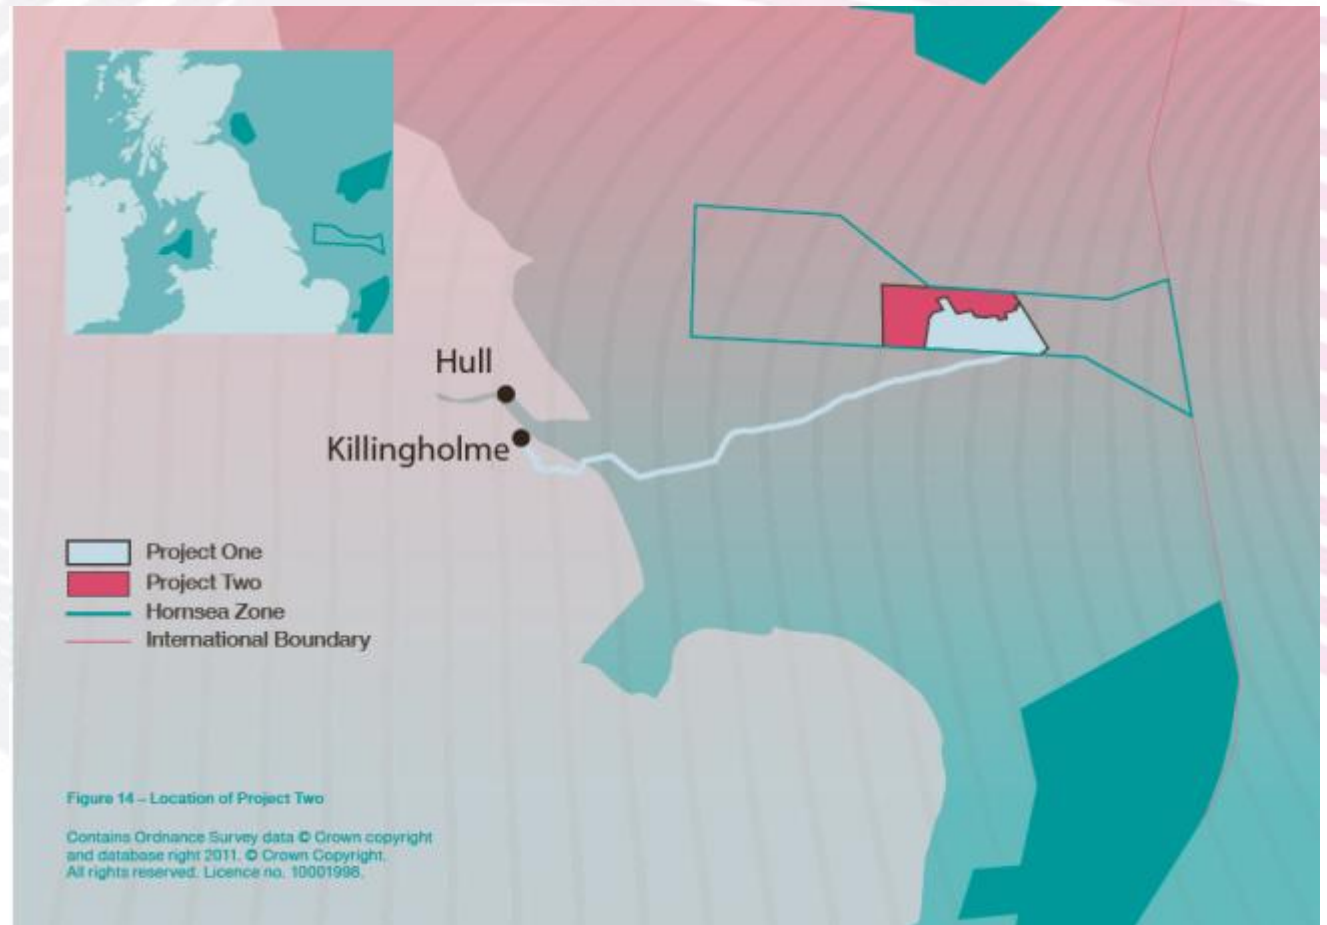 Hull
Killingholme
Project One
Project Two
Hornsea Zone
International Boundary
Figure 14 – Location of Project Two
Contains Ordnance Survey data © Crown copyright
and database right 2011. © Crown Copyright.
All rights reserved. Licence no. 10001998.